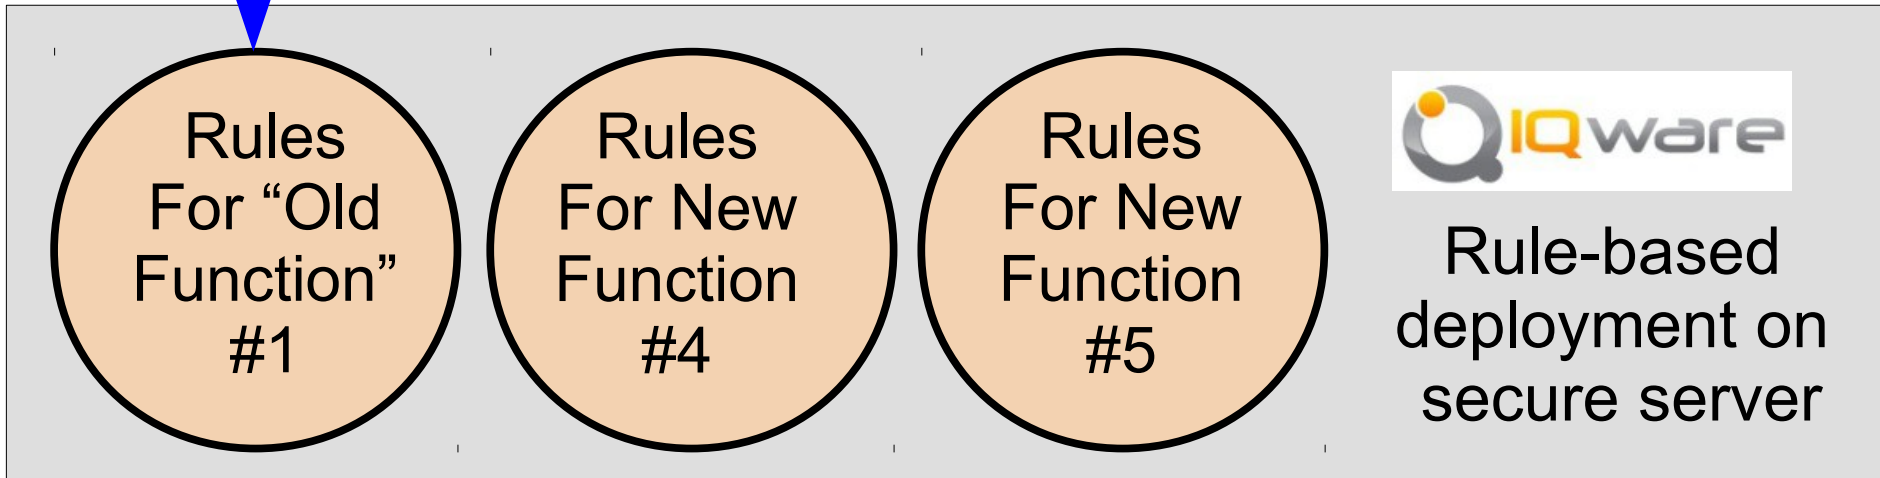 Rules
For “Old
Function”
#1
Rules
For New
Function
#4
Rules
For New
Function
#5
IQware
Rule-based
deployment on
secure server